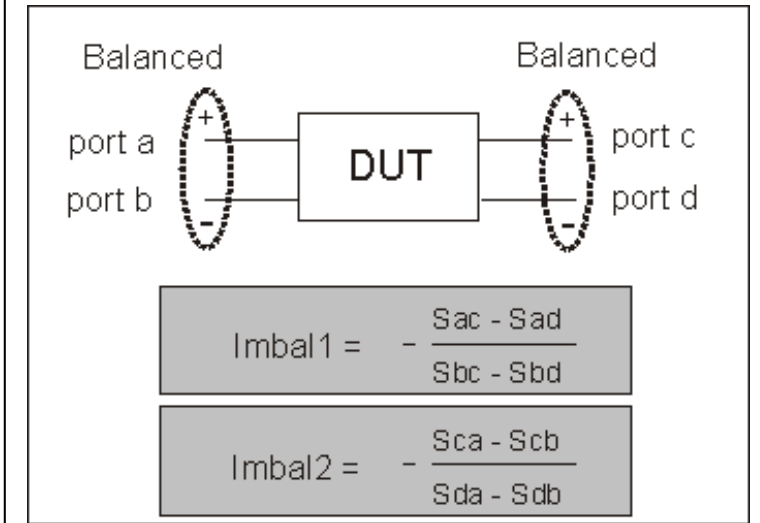 Balanced Balanced
+ +
port a port c
DUT
port b port d
- -
Imbal1 = - Sac - Sad
Sbc - Sbd
Imbal2 = - Sca - Scb
Sda - Sdb